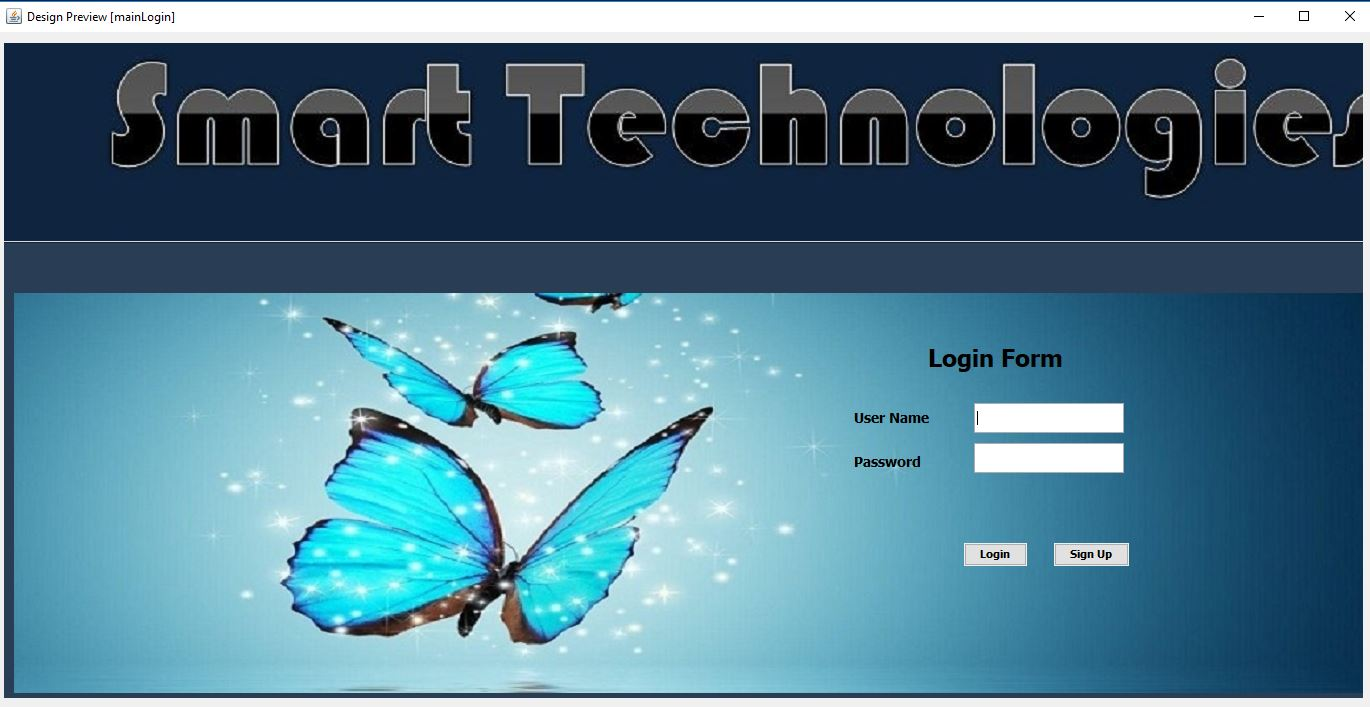 Design Preview [mainLogin]
Smart Technologies
Login Form
User Name
Password
Login Sign Up